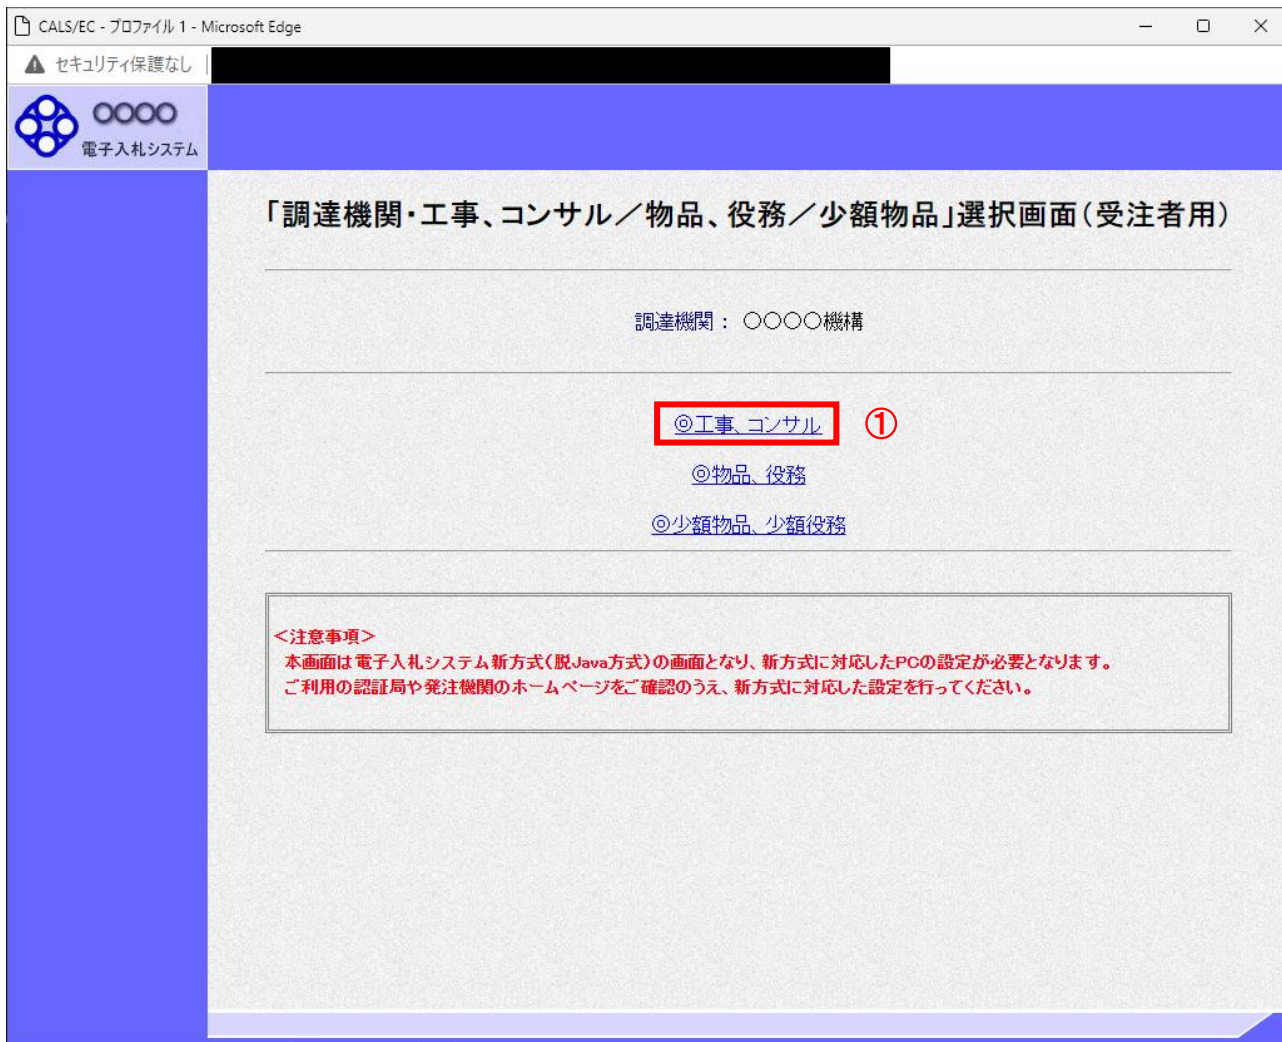 CALS/EC - プロファイル 1 - Microsoft Edge
セキュリティ保護なし
○○○○
電子入札システム
「調達機関・工事、コンサル／物品、役務／少額物品」選択画面（受注者用）
調達機関： ○○○○機構
◎工事、コンサル
①
◎物品、役務
◎少額物品、少額役務
＜注意事項＞
本画面は電子入札システム新方式（脱Java方式）の画面となり、新方式に対応したPCの設定が必要となります。
ご利用の認証局や発注機関のホームページをご確認のうえ、新方式に対応した設定を行ってください。